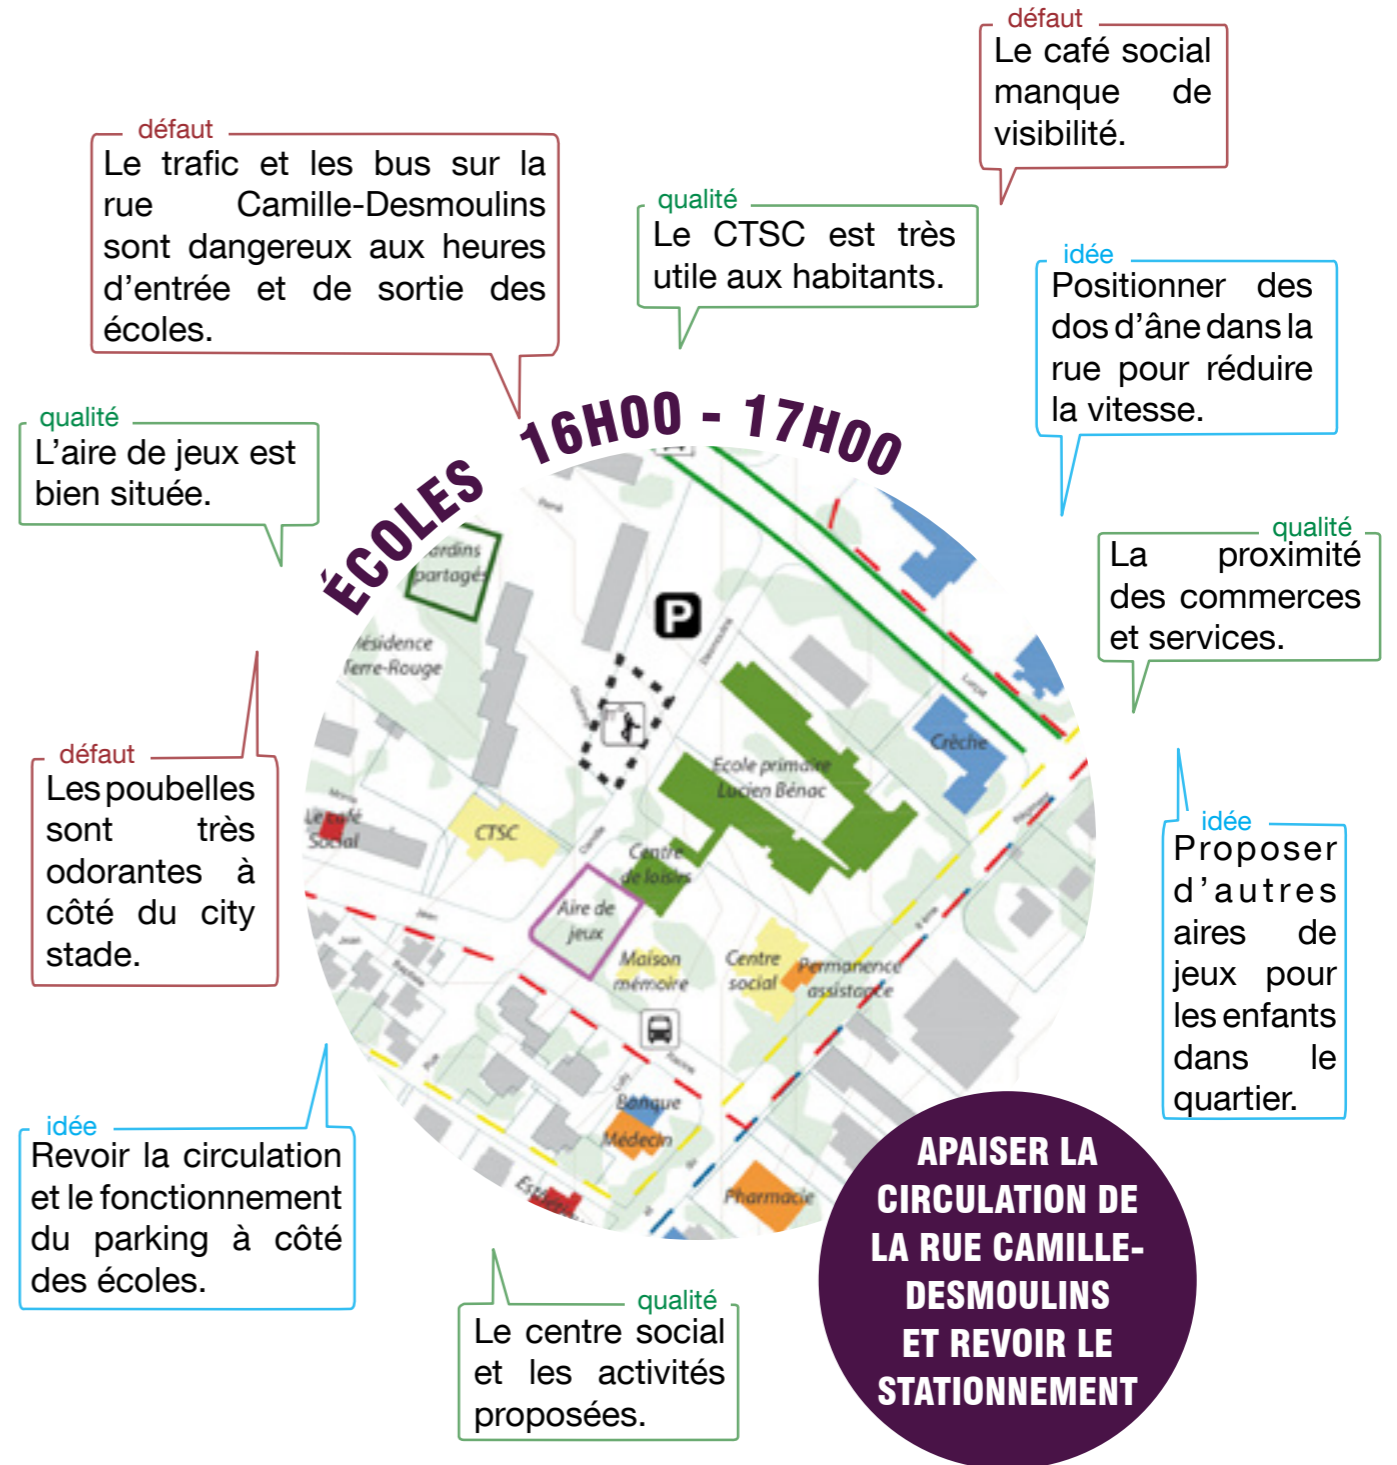 défaut
Le café social
manque de
visibilité.
défaut
Le trafic et les bus sur la
rue Camille-Desmoulins
sont dangereux aux heures
d'entrée et de sortie des
écoles.
qualité
Le CTSC est très
utile aux habitants.
idée
Positionner des
dos d'âne dans la
rue pour réduire
la vitesse.
qualité
L'aire de jeux est
bien située.
ÉCOLES 16H00 - 17H00
qualité
La proximité
des commerces
et services.
Jardins
partagés
Résidence
Terre-Rouge
P
Desmoulins
Lurçat
Crèche
Ecole primaire
Lucien Bénac
Le café
Social
CTSC
Camille
Centre
de loisirs
Aire de
jeux
Jean
Jean
Maison
mémoire
Centre
social
Permanence
assistance
Racine
Banque
Médecin
Pharmacie
défaut
Les poubelles
sont très
odorantes à
côté du city
stade.
idée
Proposer
d'autres
aires de
jeux pour
les enfants
dans le
quartier.
idée
Revoir la circulation
et le fonctionnement
du parking à côté
des écoles.
qualité
Le centre social
et les activités
proposées.
APAISER LA
CIRCULATION DE
LA RUE CAMILLE-
DESMOULINS
ET REVOIR LE
STATIONNEMENT